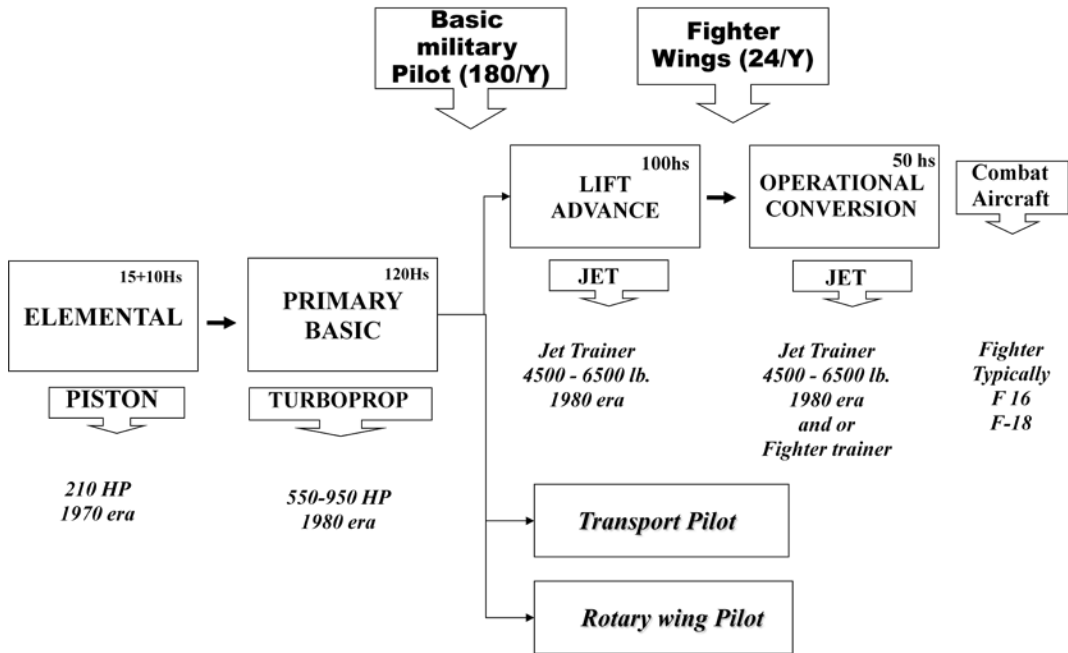 Basic
military
Pilot (180/Y)
Fighter
Wings (24/Y)
15+10Hs
ELEMENTAL
PISTON
210 HP
1970 era
120Hs
PRIMARY
BASIC
TURBOPROP
550-950 HP
1980 era
100hs
LIFT
ADVANCE
JET
Jet Trainer
4500 - 6500 lb.
1980 era
50 hs
OPERATIONAL
CONVERSION
JET
Jet Trainer
4500 - 6500 lb.
1980 era
and or
Fighter trainer
Combat
Aircraft
Fighter
Typically
F 16
F-18
Transport Pilot
Rotary wing Pilot